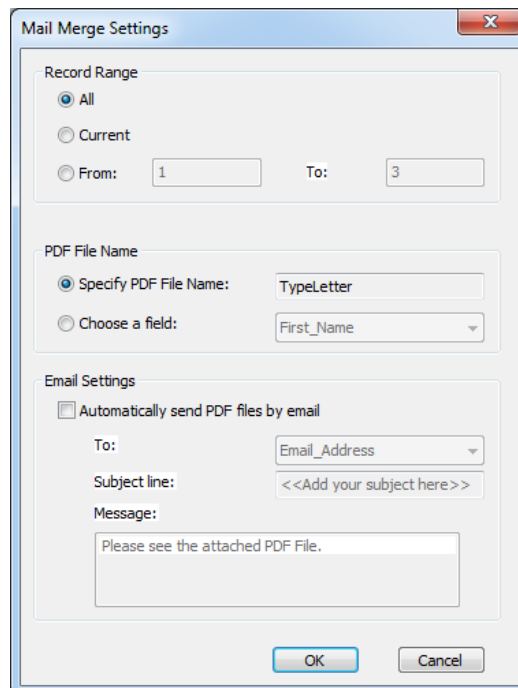 Mail Merge Settings
Record Range
All
Current
From: 1 To: 3
PDF File Name
Specify PDF File Name: TypeLetter
Choose a field: First_Name
Email Settings
Automatically send PDF files by email
To: Email_Address
Subject line: <<Add your subject here>>
Message:
Please see the attached PDF File.
OK Cancel